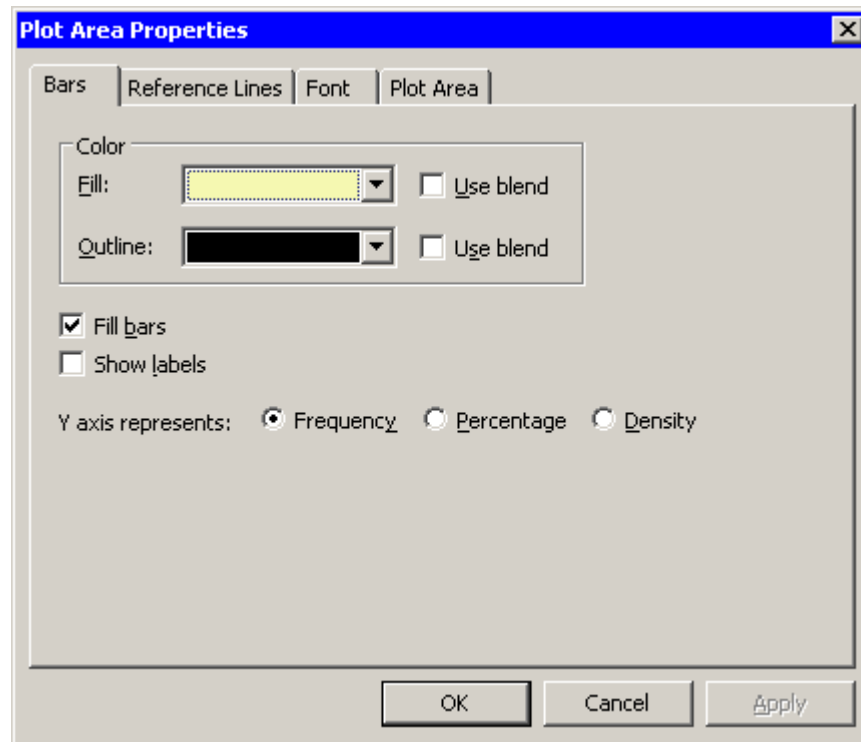 Plot Area Properties
Bars Reference Lines Font Plot Area
Color
Fill: Use blend
Outline: Use blend
Fill bars
Show labels
Y axis represents: Frequency Percentage Density
OK Cancel Apply